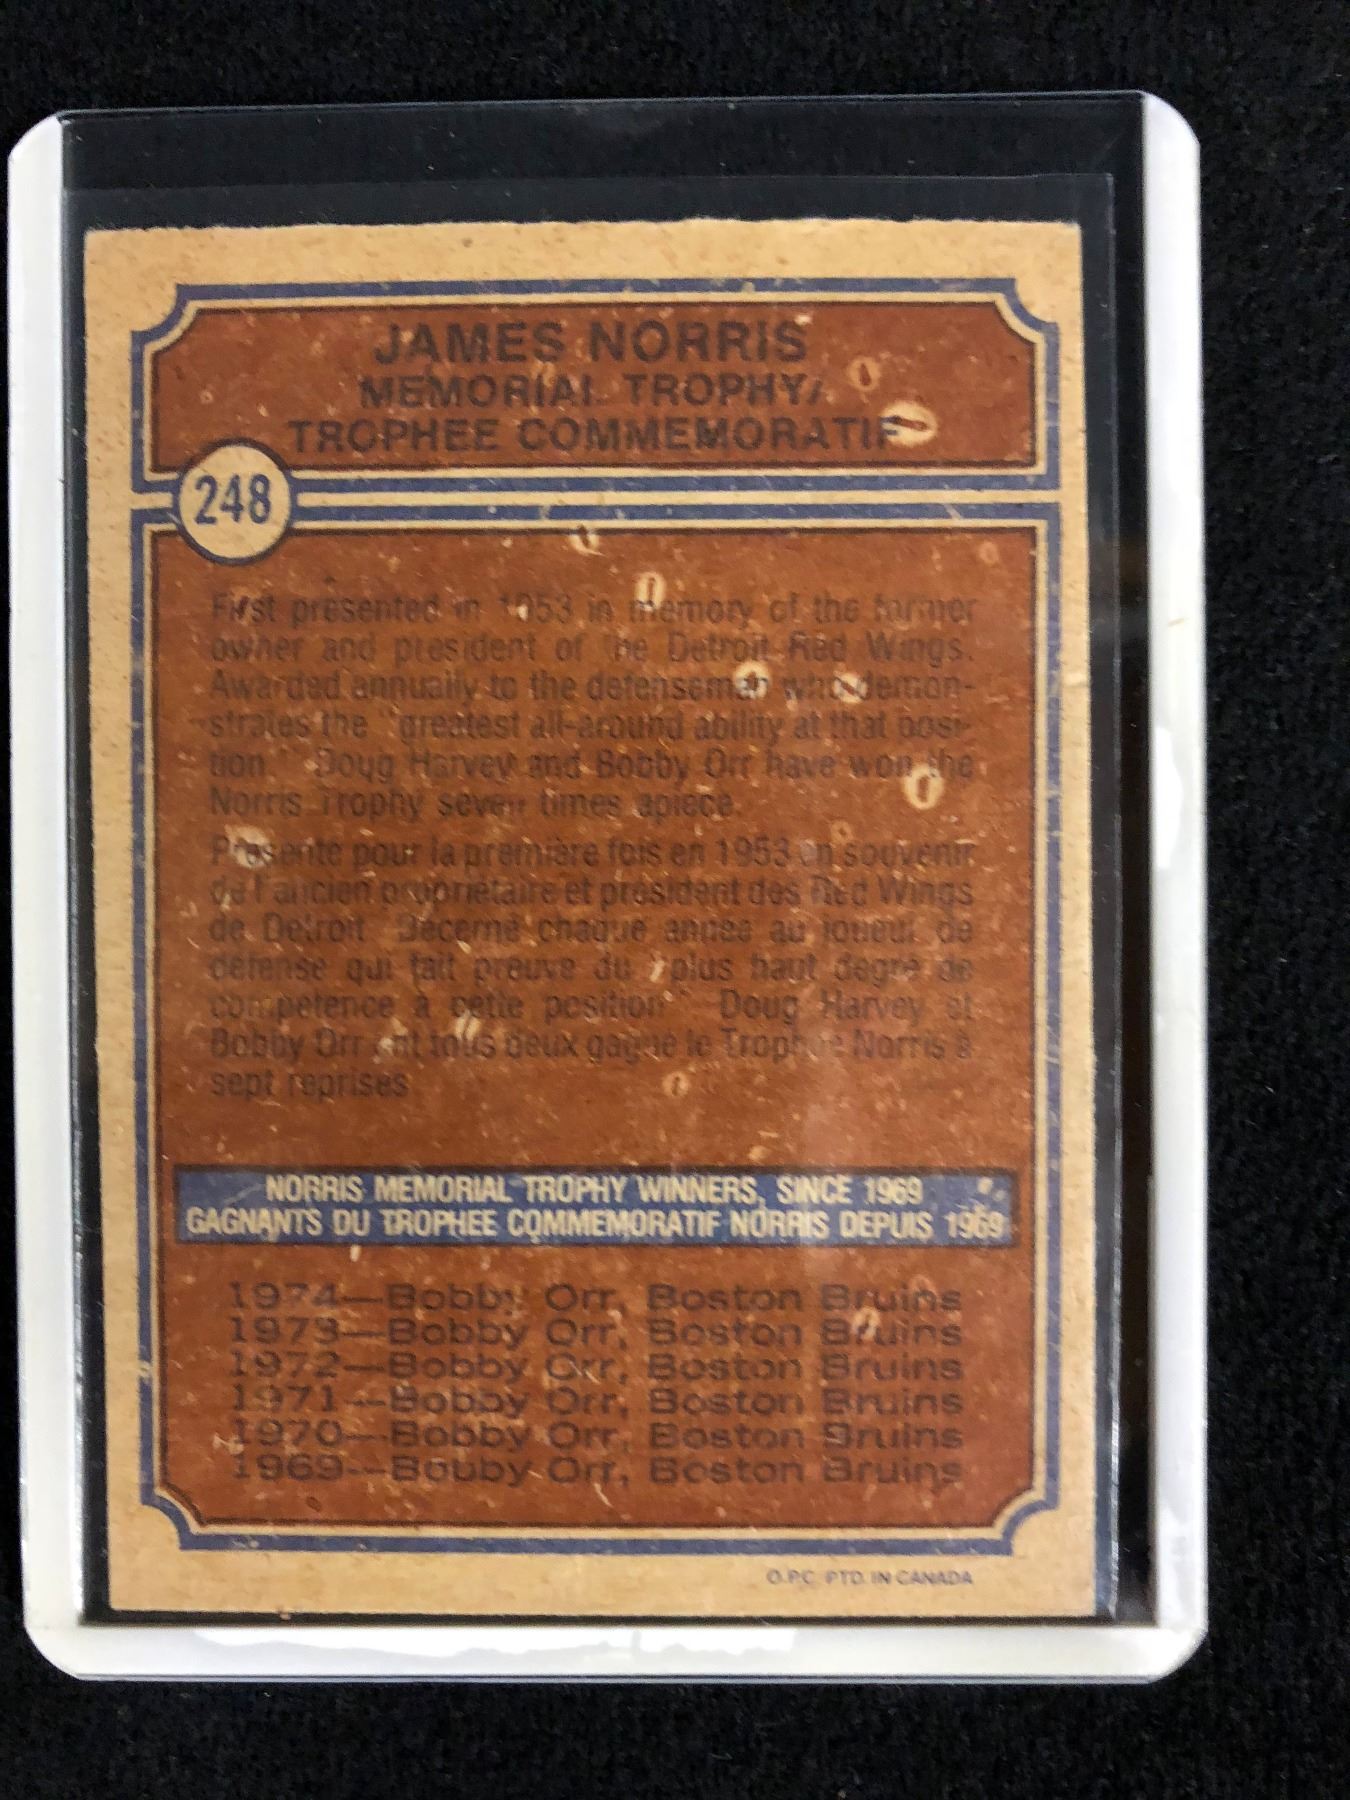 JAMES NORRIS
MEMORIAL TROPHY/
TROPHEE COMMEMORATIF
248
First presented in 1953 in memory of the former
owner and president of the Detroit Red Wings.
Awarded annually to the defenseman who demon-
strates the "greatest all-around ability at that posi-
tion." Doug Harvey and Bobby Orr have won the
Norris Trophy seven times apiece.
Présenté pour la première fois en 1953 en souvenir
de l'ancien propriétaire et président des Red Wings
de Detroit. Décerné chaque année au joueur de
défense qui fait preuve du "plus haut degré de
compétence à cette position." Doug Harvey et
Bobby Orr ont tous deux gagné le Trophée Norris à
sept reprises.
NORRIS MEMORIAL TROPHY WINNERS, SINCE 1969
GAGNANTS DU TROPHEE COMMEMORATIF NORRIS DEPUIS 1969
1974—Bobby Orr, Boston Bruins
1973—Bobby Orr, Boston Bruins
1972—Bobby Orr, Boston Bruins
1971—Bobby Orr, Boston Bruins
1970—Bobby Orr, Boston Bruins
1969—Bobby Orr, Boston Bruins
O.P.C. PTD. IN CANADA